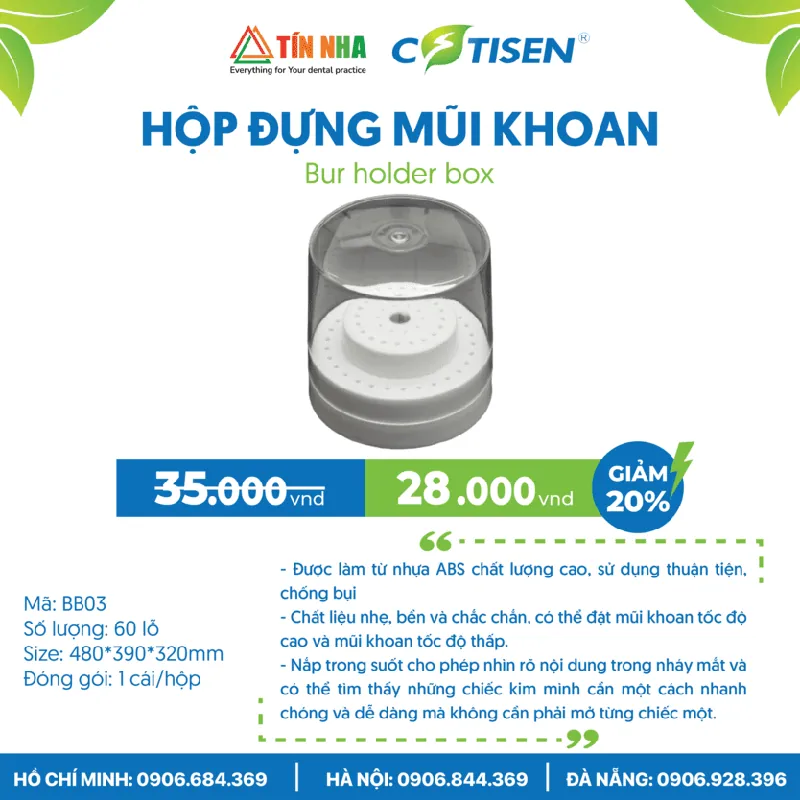 TÍN NHA
Everything for Your dental practice
COTISEN®
HỘP ĐỰNG MŨI KHOAN
Bur holder box
35.000 vnd
28.000 vnd
GIẢM
20%
- Được làm từ nhựa ABS chất lượng cao, sử dụng thuận tiện,
chống bụi
- Chất liệu nhẹ, bền và chắc chắn, có thể đặt mũi khoan tốc độ
cao và mũi khoan tốc độ thấp.
- Nắp trong suốt cho phép nhìn rõ nội dung trong nháy mắt và
có thể tìm thấy những chiếc kim mình cần một cách nhanh
chóng và dễ dàng mà không cần phải mở từng chiếc một.
Mã: BB03
Số lượng: 60 lỗ
Size: 480*390*320mm
Đóng gói: 1 cái/hộp
HỒ CHÍ MINH: 0906.684.369 | HÀ NỘI: 0906.844.369 | ĐÀ NẴNG: 0906.928.396